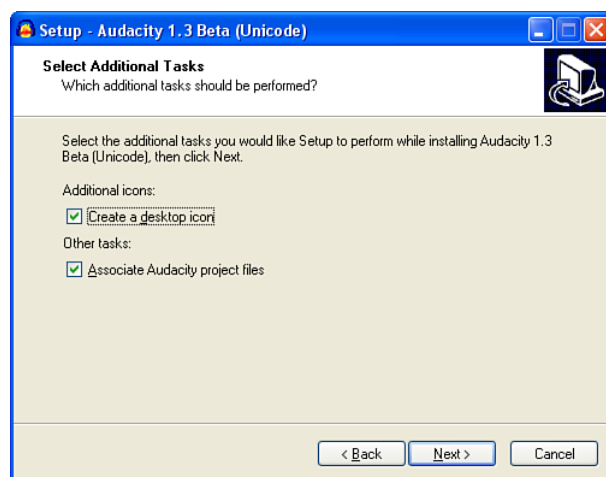 Setup - Audacity 1.3 Beta (Unicode)
Select Additional Tasks
Which additional tasks should be performed?
Select the additional tasks you would like Setup to perform while installing Audacity 1.3
Beta (Unicode), then click Next.
Additional icons:
Create a desktop icon
Other tasks:
Associate Audacity project files
< Back Next > Cancel